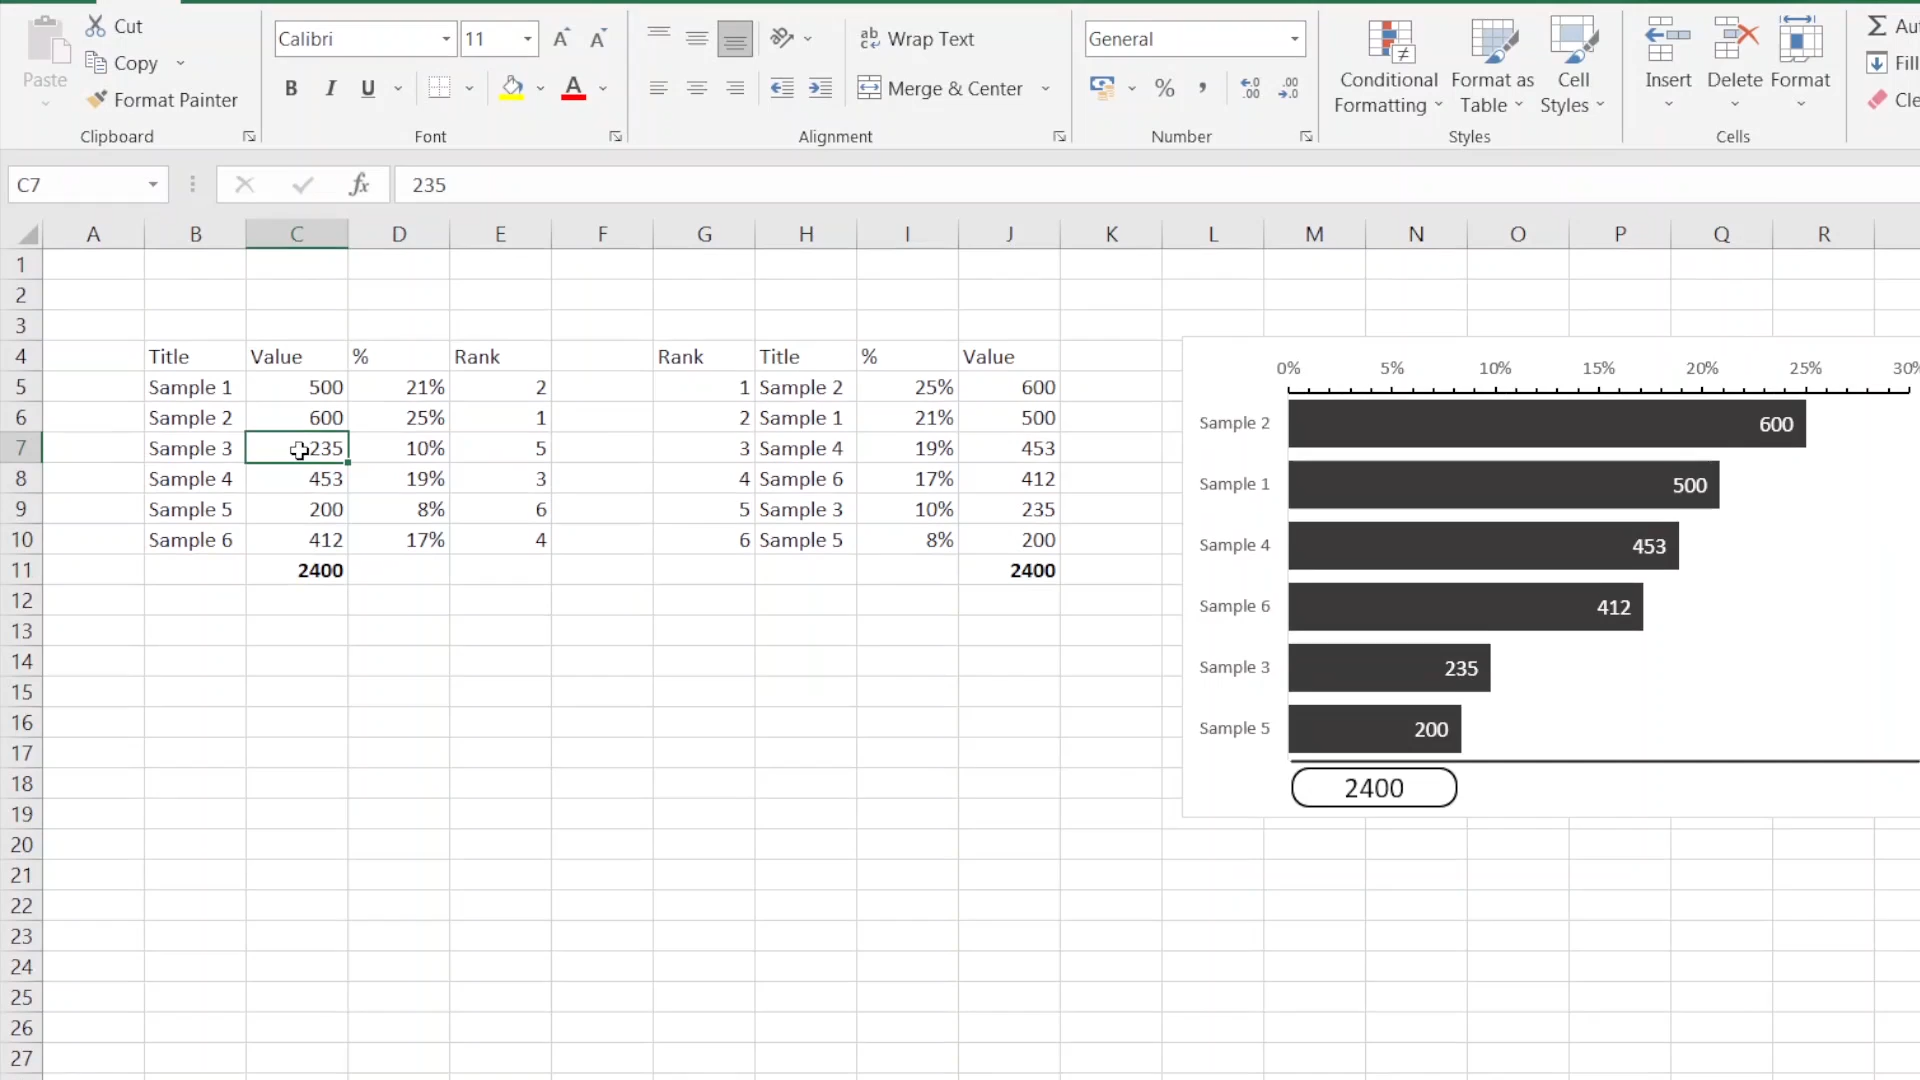 Cut
Copy
Paste
Format Painter
Clipboard
Calibri 11 A A
B I U A
Font
ab Wrap Text
Merge & Center
Alignment
General
% ,
Number
Conditional Formatting
Format as Table
Cell Styles
Styles
Insert Delete Format
Cells
Σ
Fill
C7 fx 235
A B C D E F G H I J K L M N O P Q R
1
2
3
4 Title Value % Rank Rank Title % Value
5 Sample 1 500 21% 2 1 Sample 2 25% 600
6 Sample 2 600 25% 1 2 Sample 1 21% 500
7 Sample 3 235 10% 5 3 Sample 4 19% 453
8 Sample 4 453 19% 3 4 Sample 6 17% 412
9 Sample 5 200 8% 6 5 Sample 3 10% 235
10 Sample 6 412 17% 4 6 Sample 5 8% 200
11 2400 2400
12
13
14
15
16
17
18
19
20
21
22
23
24
25
26
27
0% 5% 10% 15% 20% 25% 30%
Sample 2 600
Sample 1 500
Sample 4 453
Sample 6 412
Sample 3 235
Sample 5 200
2400